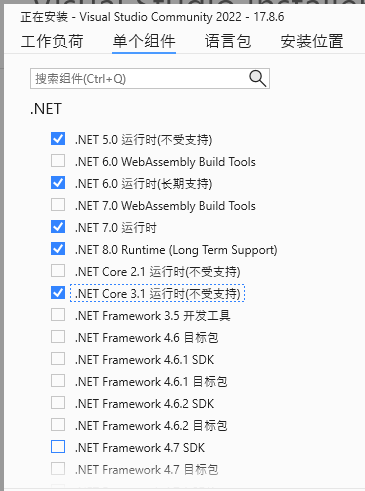 正在安装 - Visual Studio Community 2022 - 17.8.6
工作负荷 单个组件 语言包 安装位置
搜索组件(Ctrl+Q)
.NET
.NET 5.0 运行时(不受支持)
.NET 6.0 WebAssembly Build Tools
.NET 6.0 运行时(长期支持)
.NET 7.0 WebAssembly Build Tools
.NET 7.0 运行时
.NET 8.0 Runtime (Long Term Support)
.NET Core 2.1 运行时(不受支持)
.NET Core 3.1 运行时(不受支持)
.NET Framework 3.5 开发工具
.NET Framework 4.6 目标包
.NET Framework 4.6.1 SDK
.NET Framework 4.6.1 目标包
.NET Framework 4.6.2 SDK
.NET Framework 4.6.2 目标包
.NET Framework 4.7 SDK
.NET Framework 4.7 目标包